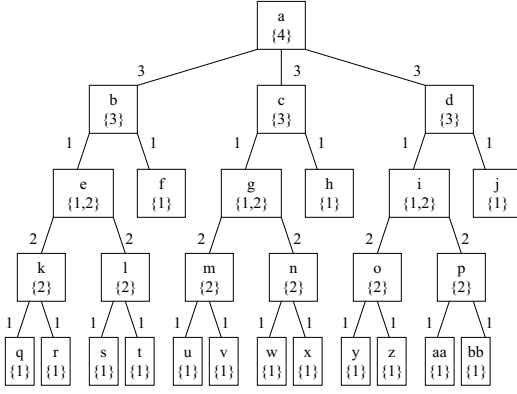 a
{4}
3 3 3
b c d
{3} {3} {3}
1 1 1 1 1 1
e f g h i j
{1,2} {1} {1,2} {1} {1,2} {1}
2 2 2 2 2 2
k l m n o p
{2} {2} {2} {2} {2} {2}
1 1 1 1 1 1 1 1 1 1 1 1
q r s t u v w x y z aa bb
{1} {1} {1} {1} {1} {1} {1} {1} {1} {1} {1} {1}